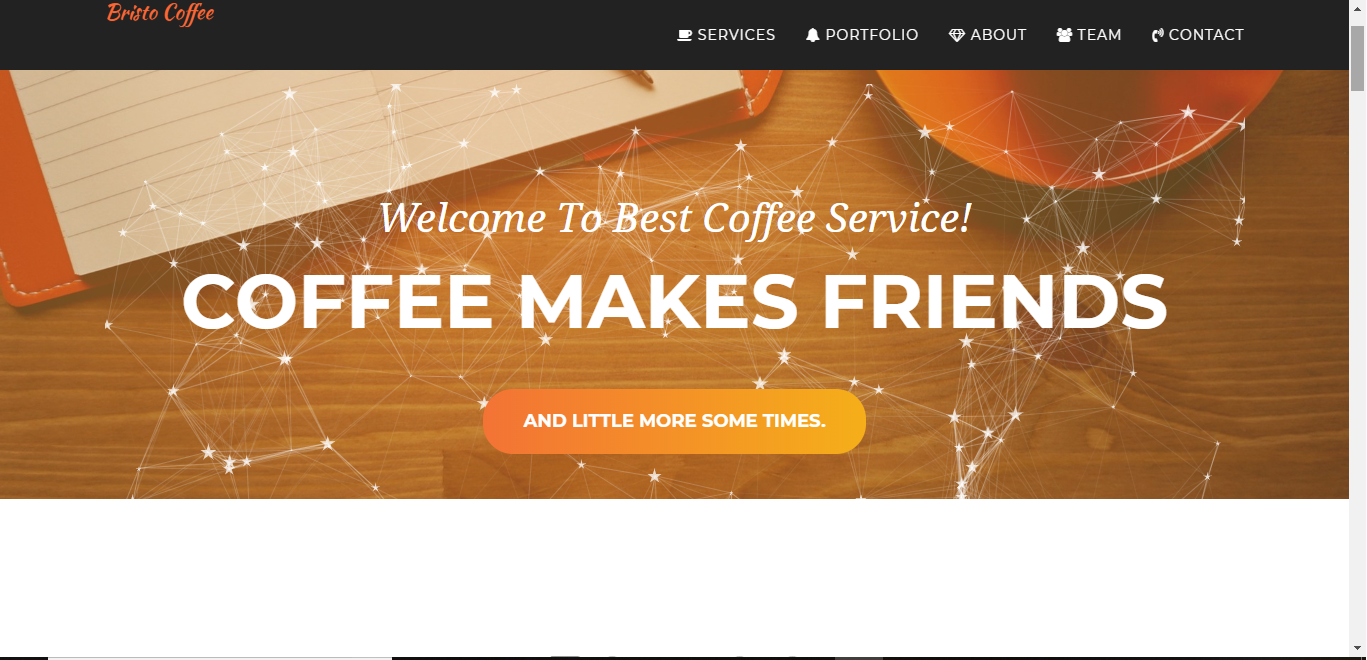 Bristo Coffee
SERVICES PORTFOLIO ABOUT TEAM CONTACT
Welcome To Best Coffee Service!
COFFEE MAKES FRIENDS
AND LITTLE MORE SOME TIMES.